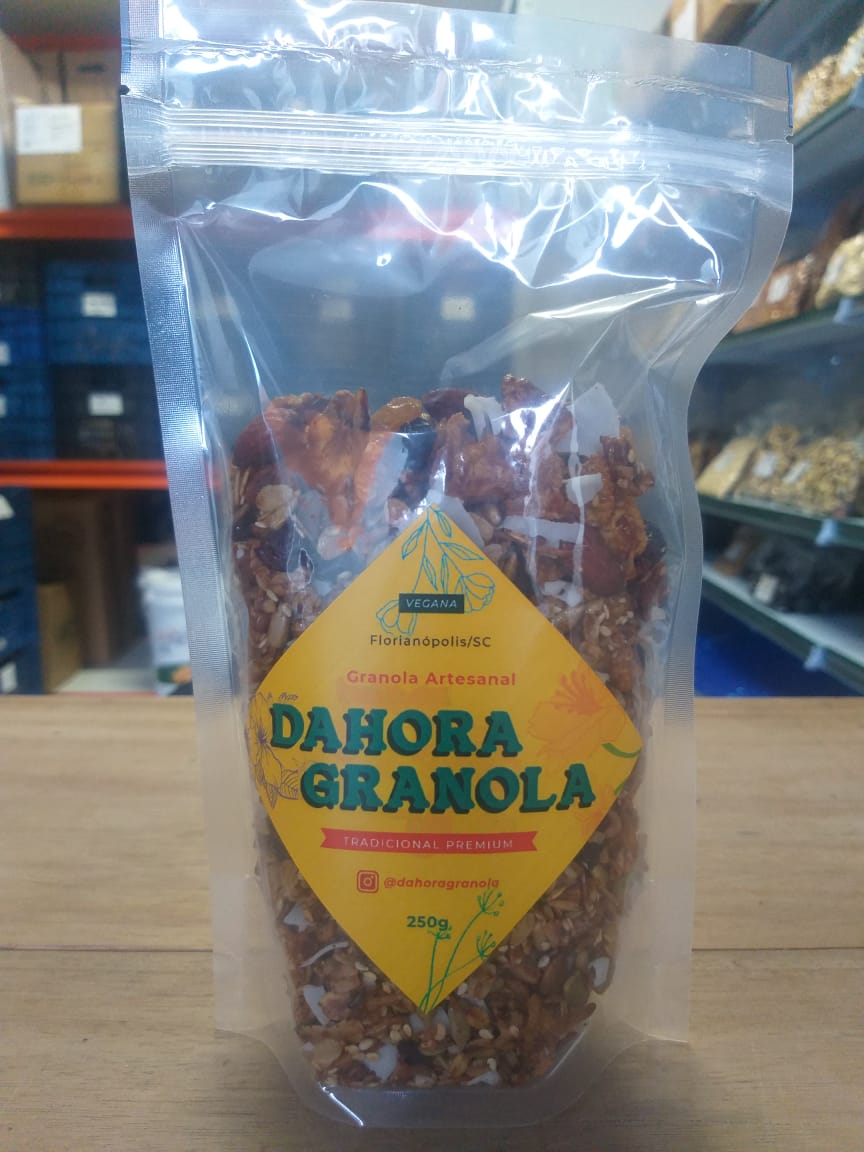 VEGANA
Florianópolis/SC
Granola Artesanal
DAHORA
GRANOLA
TRADICIONAL PREMIUM
@dahoragranola
250g